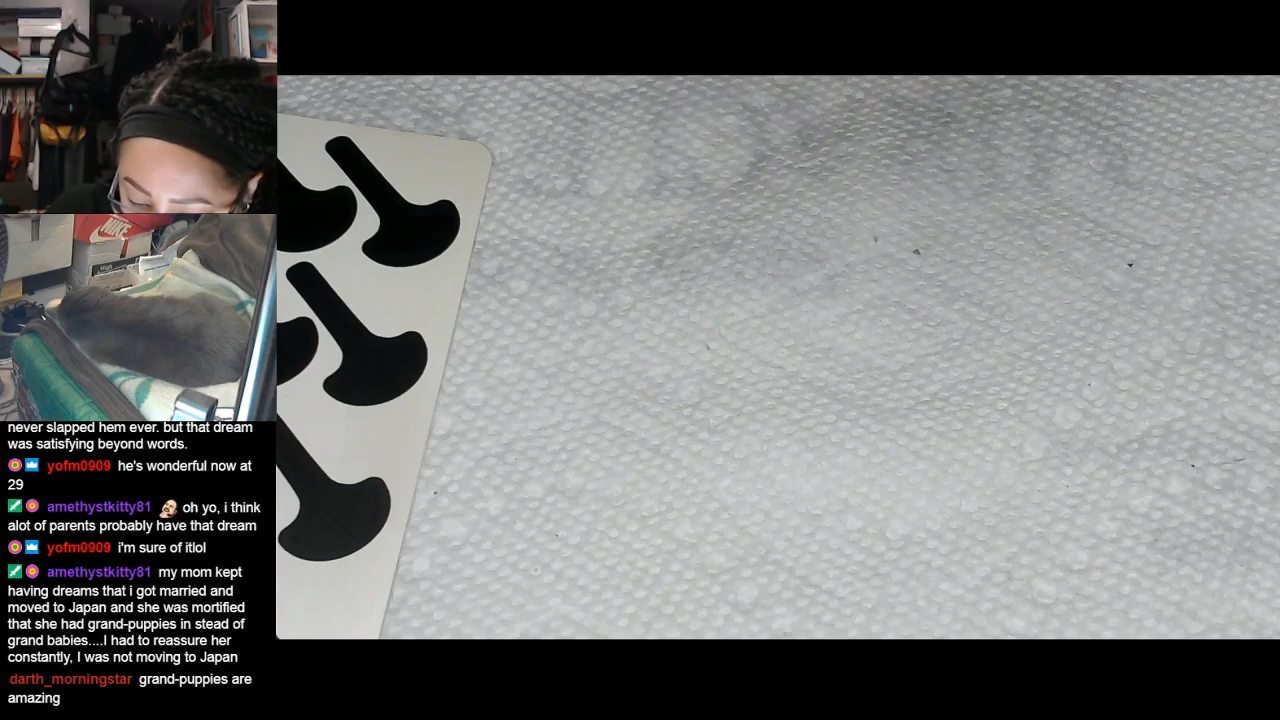 NIKE
never slapped hem ever. but that dream
was satisfying beyond words.
yofm0909 he's wonderful now at
29
amethystkitty81 oh yo, i think
alot of parents probably have that dream
yofm0909 i'm sure of itlol
amethystkitty81 my mom kept
having dreams that i got married and
moved to Japan and she was mortified
that she had grand-puppies in stead of
grand babies....I had to reassure her
constantly, I was not moving to Japan
darth_morningstar grand-puppies are
amazing